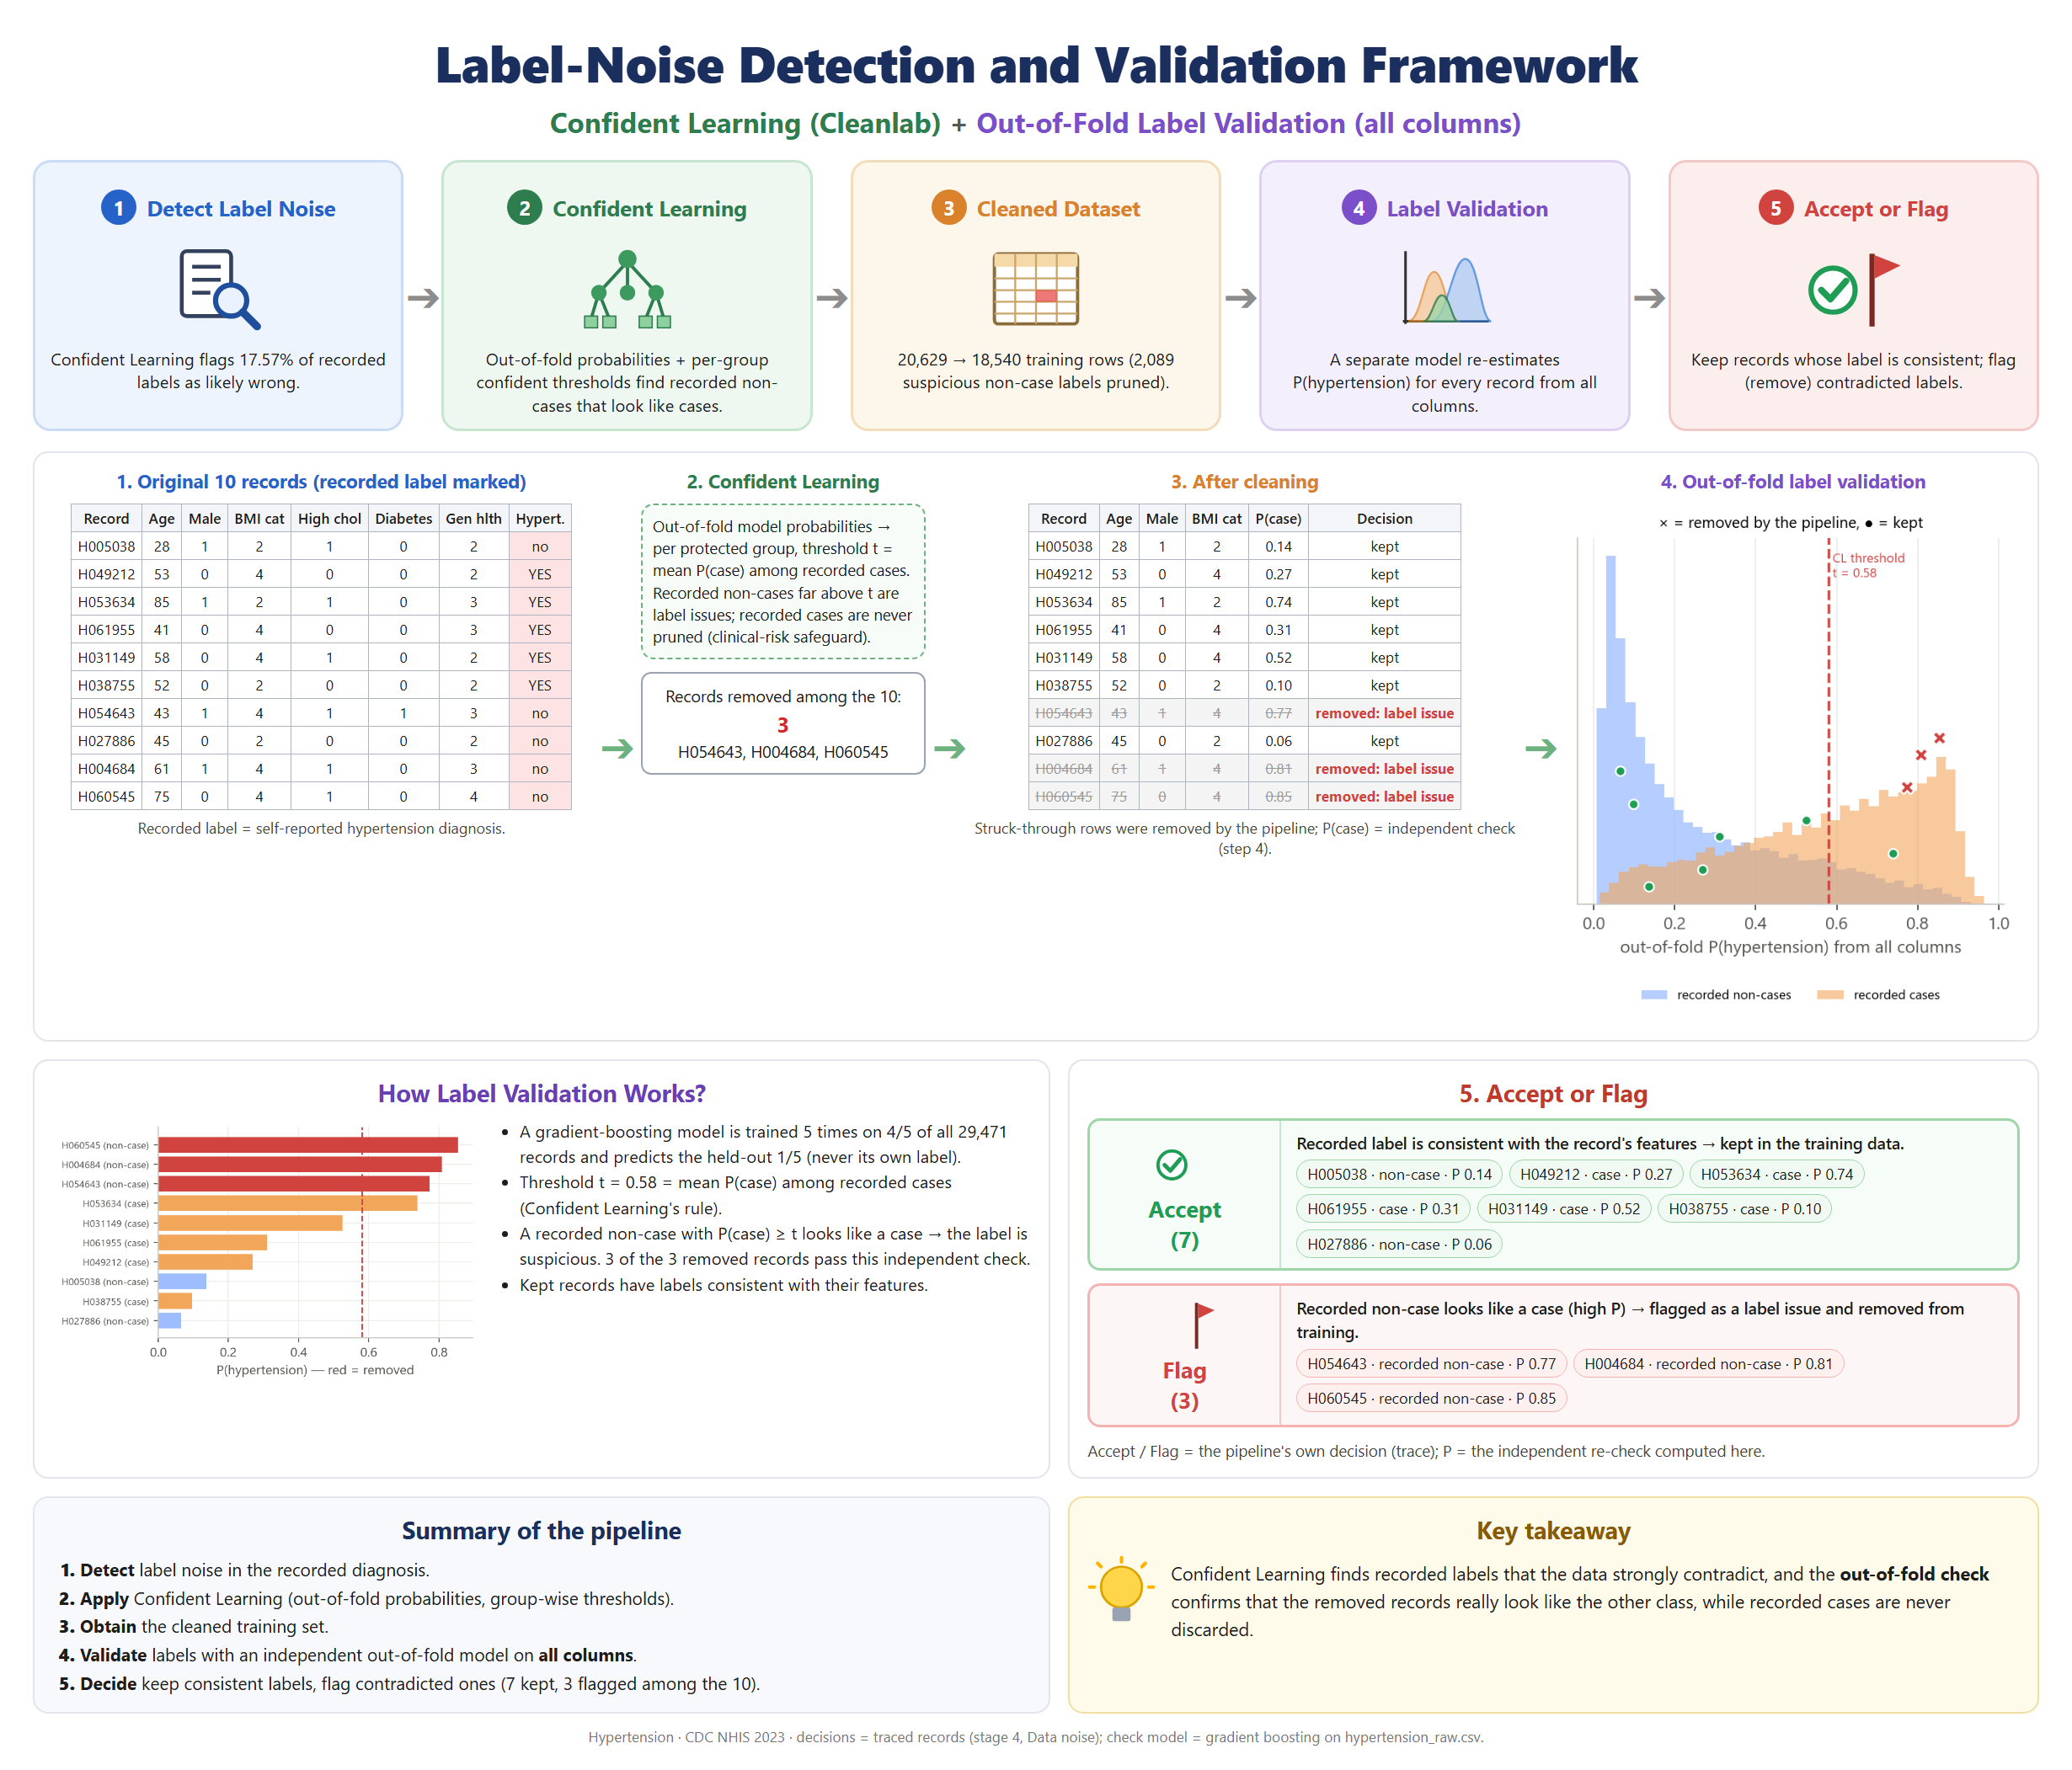 Label-Noise Detection and Validation Framework
Confident Learning (Cleanlab) + Out-of-Fold Label Validation (all columns)
1 Detect Label Noise
Confident Learning flags 17.57% of recorded
labels as likely wrong.
2 Confident Learning
Out-of-fold probabilities + per-group
confident thresholds find recorded non-
cases that look like cases.
3 Cleaned Dataset
20,629 → 18,540 training rows (2,089
suspicious non-case labels pruned).
4 Label Validation
A separate model re-estimates
P(hypertension) for every record from all
columns.
5 Accept or Flag
Keep records whose label is consistent; flag
(remove) contradicted labels.
1. Original 10 records (recorded label marked)
Record Age Male BMI cat High chol Diabetes Gen hlth Hypert.
H005038 28 1 2 1 0 2 no
H049212 53 0 4 0 0 2 YES
H053634 85 1 2 1 0 3 YES
H061955 41 0 4 0 0 3 YES
H031149 58 0 4 1 0 2 YES
H038755 52 0 2 0 0 2 YES
H054643 43 1 4 1 1 3 no
H027886 45 0 2 0 0 2 no
H004684 61 1 4 1 0 3 no
H060545 75 0 4 1 0 4 no
Recorded label = self-reported hypertension diagnosis.
2. Confident Learning
Out-of-fold model probabilities →
per protected group, threshold t =
mean P(case) among recorded cases.
Recorded non-cases far above t are
label issues; recorded cases are never
pruned (clinical-risk safeguard).
Records removed among the 10:
3
H054643, H004684, H060545
3. After cleaning
Record Age Male BMI cat P(case) Decision
H005038 28 1 2 0.14 kept
H049212 53 0 4 0.27 kept
H053634 85 1 2 0.74 kept
H061955 41 0 4 0.31 kept
H031149 58 0 4 0.52 kept
H038755 52 0 2 0.10 kept
H054643 43 1 4 0.77 removed: label issue
H027886 45 0 2 0.06 kept
H004684 61 1 4 0.81 removed: label issue
H060545 75 0 4 0.85 removed: label issue
Struck-through rows were removed by the pipeline; P(case) = independent check
(step 4).
4. Out-of-fold label validation
× = removed by the pipeline, ● = kept
CL threshold
t = 0.58
0.0 0.2 0.4 0.6 0.8 1.0
out-of-fold P(hypertension) from all columns
recorded non-cases recorded cases
How Label Validation Works?
H060545 (non-case)
H004684 (non-case)
H054643 (non-case)
H053634 (case)
H031149 (case)
H061955 (case)
H049212 (case)
H005038 (non-case)
H038755 (case)
H027886 (non-case)
0.0 0.2 0.4 0.6 0.8
P(hypertension) — red = removed
• A gradient-boosting model is trained 5 times on 4/5 of all 29,471
records and predicts the held-out 1/5 (never its own label).
• Threshold t = 0.58 = mean P(case) among recorded cases
(Confident Learning's rule).
• A recorded non-case with P(case) ≥ t looks like a case → the label is
suspicious. 3 of the 3 removed records pass this independent check.
• Kept records have labels consistent with their features.
5. Accept or Flag
Accept
(7)
Recorded label is consistent with the record's features → kept in the training data.
H005038 · non-case · P 0.14 H049212 · case · P 0.27 H053634 · case · P 0.74
H061955 · case · P 0.31 H031149 · case · P 0.52 H038755 · case · P 0.10
H027886 · non-case · P 0.06
Flag
(3)
Recorded non-case looks like a case (high P) → flagged as a label issue and removed from
training.
H054643 · recorded non-case · P 0.77 H004684 · recorded non-case · P 0.81
H060545 · recorded non-case · P 0.85
Accept / Flag = the pipeline's own decision (trace); P = the independent re-check computed here.
Summary of the pipeline
1. Detect label noise in the recorded diagnosis.
2. Apply Confident Learning (out-of-fold probabilities, group-wise thresholds).
3. Obtain the cleaned training set.
4. Validate labels with an independent out-of-fold model on all columns.
5. Decide keep consistent labels, flag contradicted ones (7 kept, 3 flagged among the 10).
Key takeaway
Confident Learning finds recorded labels that the data strongly contradict, and the out-of-fold check
confirms that the removed records really look like the other class, while recorded cases are never
discarded.
Hypertension · CDC NHIS 2023 · decisions = traced records (stage 4, Data noise); check model = gradient boosting on hypertension_raw.csv.